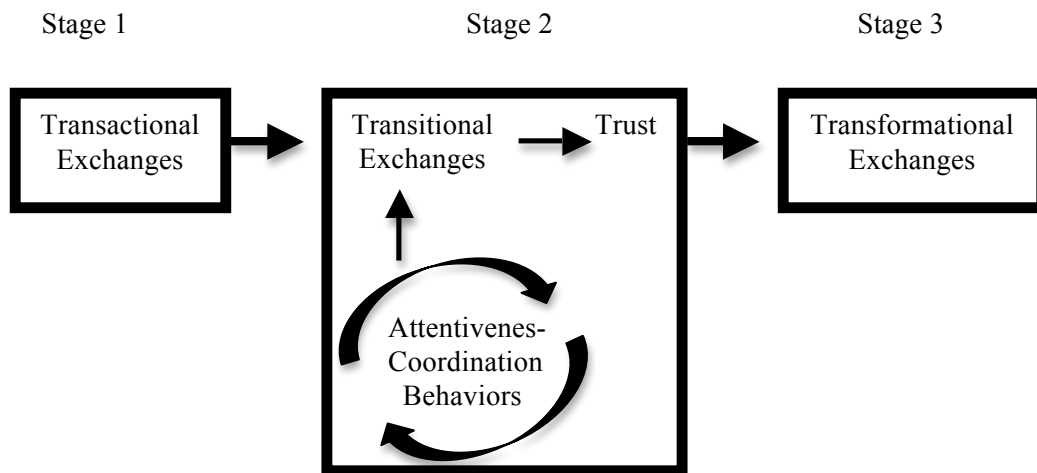 Stage 1
Stage 2
Stage 3
Transactional
Exchanges
Transitional
Exchanges
Trust
Attentivenes-
Coordination
Behaviors
Transformational
Exchanges